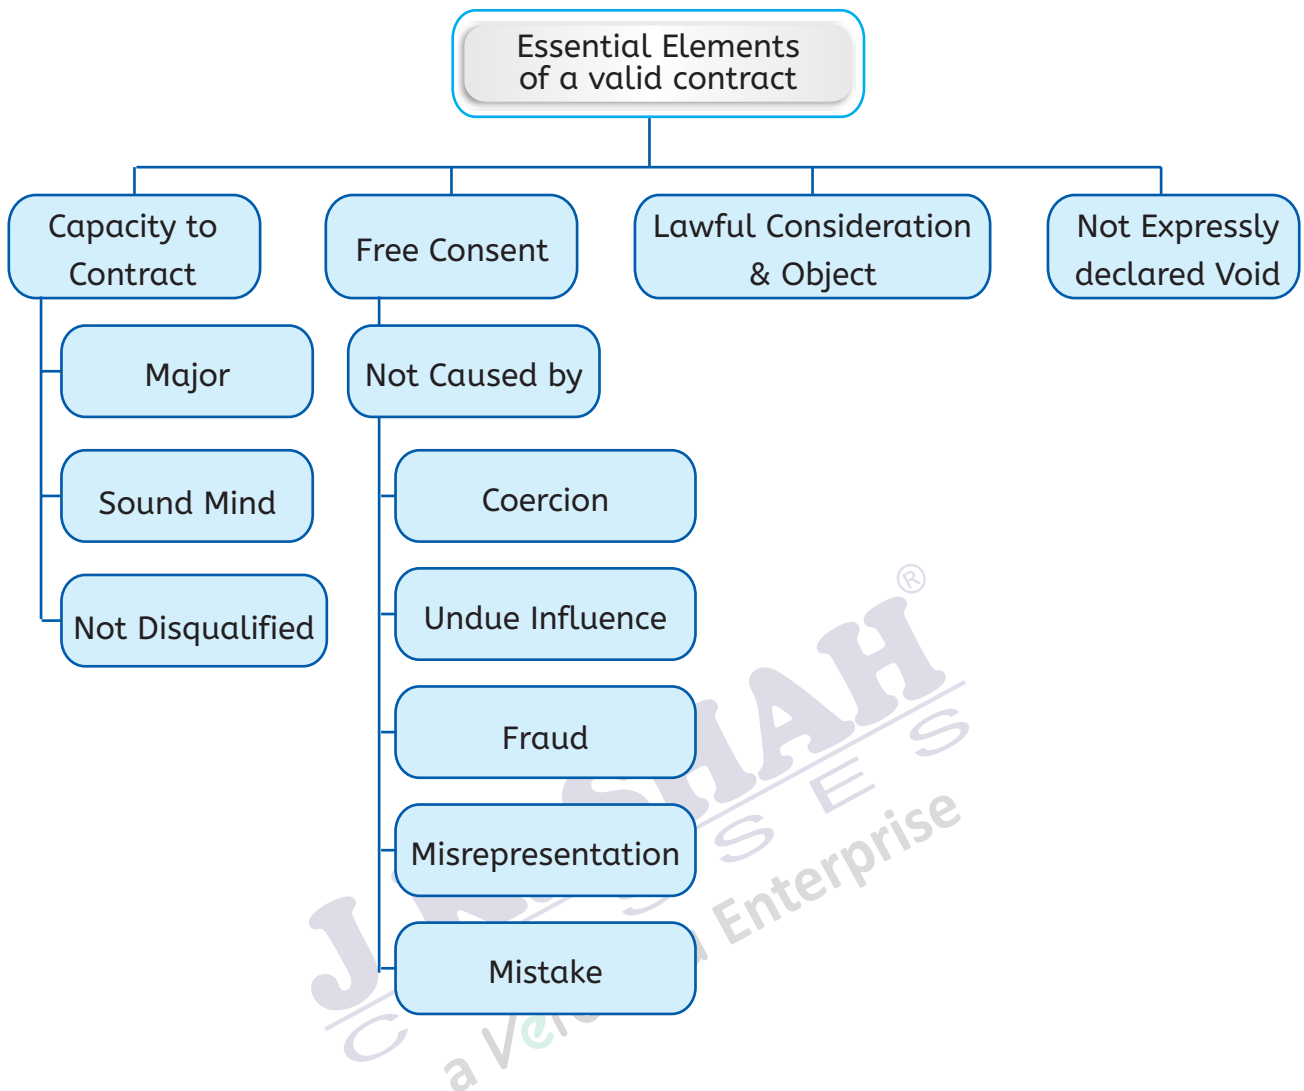 Essential Elements
of a valid contract
Capacity to
Contract
Free Consent
Lawful Consideration
& Object
Not Expressly
declared Void
Major
Sound Mind
Not Disqualified
Not Caused by
Coercion
Undue Influence
Fraud
Misrepresentation
Mistake
SHAH®
a Enterprise